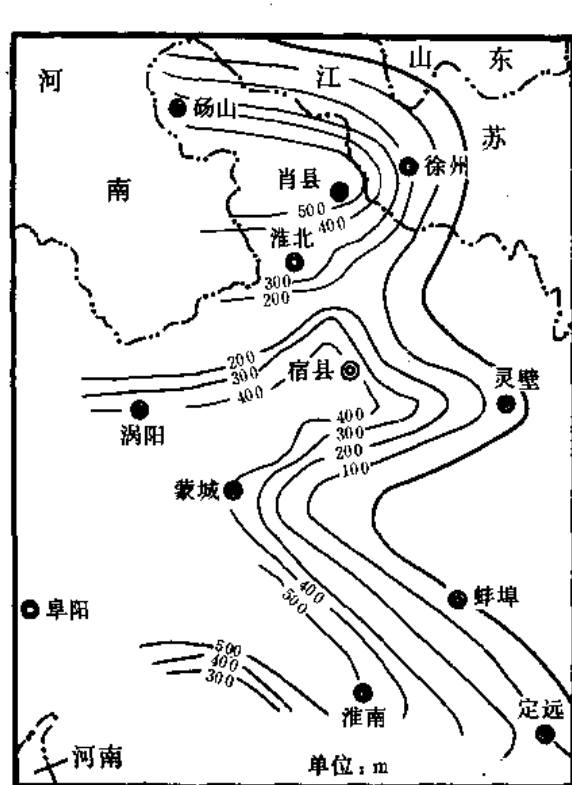 河
江
山
东
砀山
苏
徐州
肖县
南
500
400
淮北
300
200
200
300
400
宿县
灵璧
涡阳
400
300
200
100
蒙城
400
500
阜阳
蚌埠
500
400
300
淮南
定远
河南
单位:m